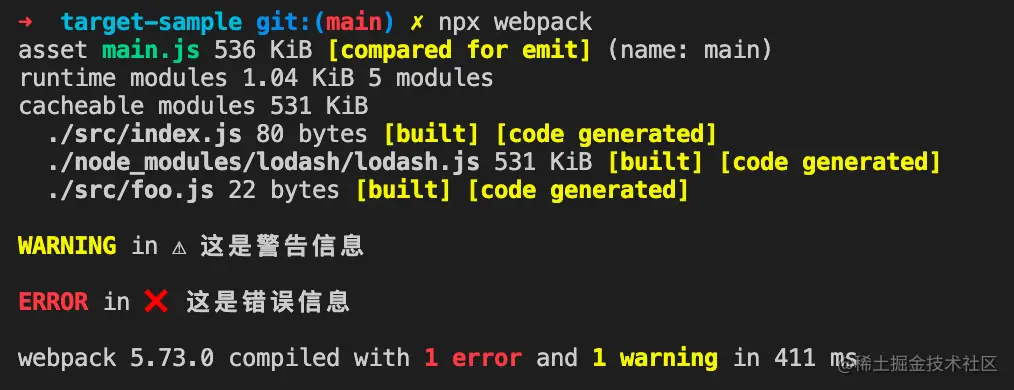 ➜ target-sample git:(main) ✗ npx webpack
asset main.js 536 KiB [compared for emit] (name: main)
runtime modules 1.04 KiB 5 modules
cacheable modules 531 KiB
./src/index.js 80 bytes [built] [code generated]
./node_modules/lodash/lodash.js 531 KiB [built] [code generated]
./src/foo.js 22 bytes [built] [code generated]
WARNING in ⚠ 这是警告信息
ERROR in ❌ 这是错误信息
webpack 5.73.0 compiled with 1 error and 1 warning in 411 ms
@稀土掘金技术社区